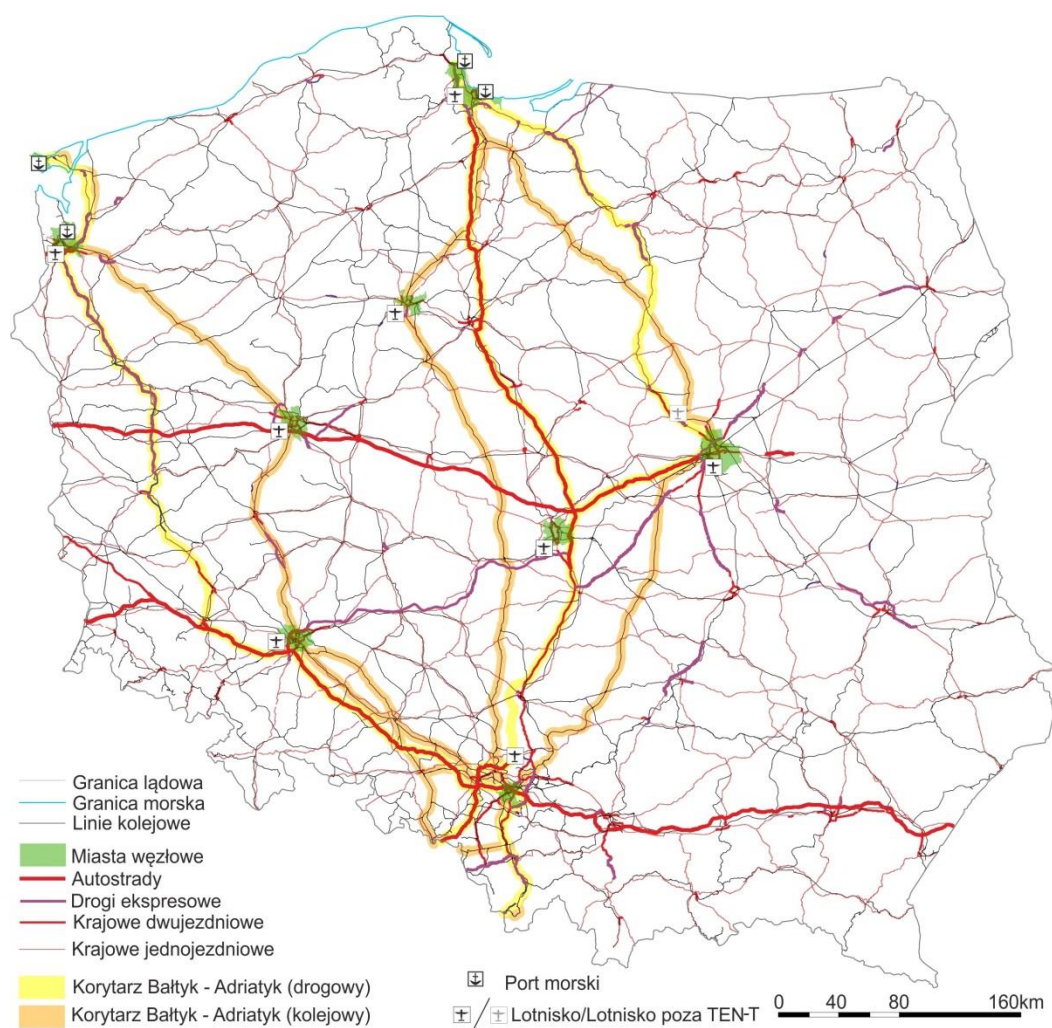 Granica lądowa
Granica morska
Linie kolejowe
Miasta węzłowe
Autostrady
Drogi ekspresowe
Krajowe dwujezdniowe
Krajowe jednojezdniowe
Korytarz Bałtyk - Adriatyk (drogowy)
Korytarz Bałtyk - Adriatyk (kolejowy)
Port morski
/ Lotnisko/Lotnisko poza TEN-T
0 40 80 160km